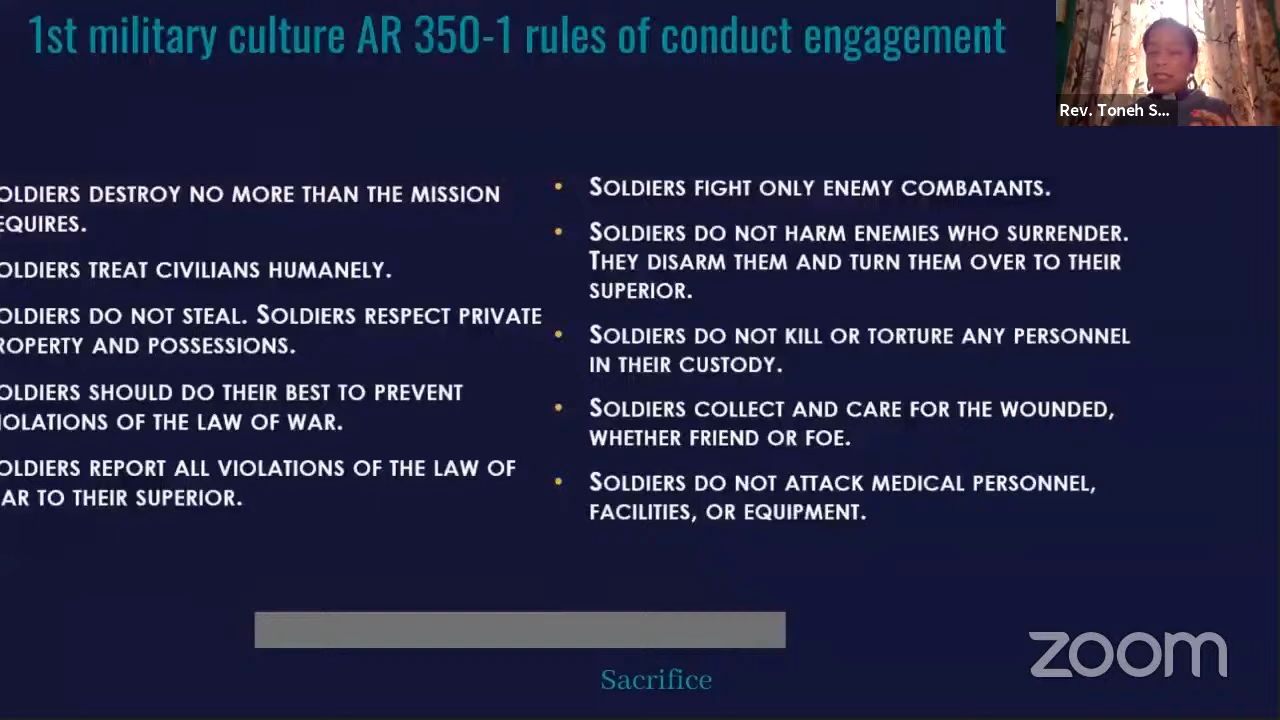 1st military culture AR 350-1 rules of conduct engagement
Rev. Toneh S...
OLDIERS DESTROY NO MORE THAN THE MISSION
EQUIRES.
OLDIERS TREAT CIVILIANS HUMANELY.
OLDIERS DO NOT STEAL. SOLDIERS RESPECT PRIVATE
ROPERTY AND POSSESSIONS.
OLDIERS SHOULD DO THEIR BEST TO PREVENT
IOLATIONS OF THE LAW OF WAR.
OLDIERS REPORT ALL VIOLATIONS OF THE LAW OF
AR TO THEIR SUPERIOR.
• SOLDIERS FIGHT ONLY ENEMY COMBATANTS.
• SOLDIERS DO NOT HARM ENEMIES WHO SURRENDER.
THEY DISARM THEM AND TURN THEM OVER TO THEIR
SUPERIOR.
• SOLDIERS DO NOT KILL OR TORTURE ANY PERSONNEL
IN THEIR CUSTODY.
• SOLDIERS COLLECT AND CARE FOR THE WOUNDED,
WHETHER FRIEND OR FOE.
• SOLDIERS DO NOT ATTACK MEDICAL PERSONNEL,
FACILITIES, OR EQUIPMENT.
Sacrifice
zoom